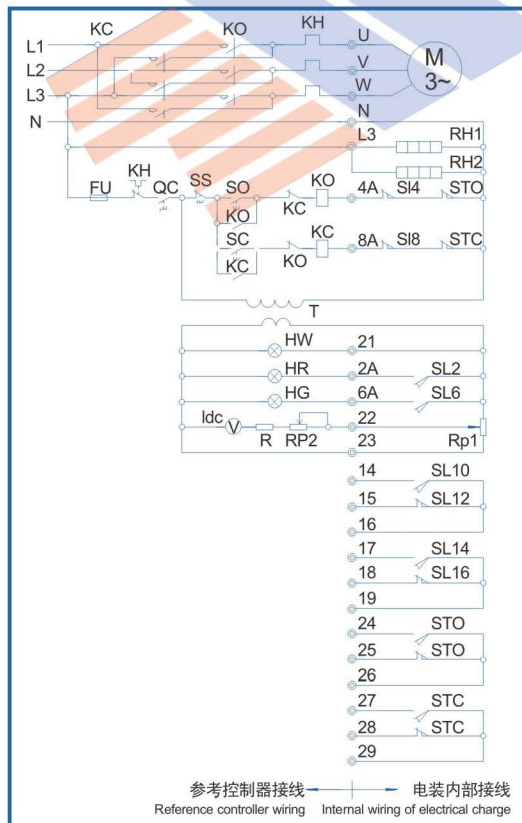 KC KO KH U
L1
L2 V M 3~
L3 W
N N
L3 RH1
RH2
KH
FU QC SS SO KO 4A SI4 STO
KO KC
SC KC 8A SI8 STC
KC KO
T
HW 21
HR 2A SL2
HG 6A SL6
Idc V R RP2 22
23 Rp1
14 SL10
15 SL12
16
17 SL14
18 SL16
19
24 STO
25 STO
26
27 STC
28 STC
29
参考控制器接线 电装内部接线
Reference controller wiring Internal wiring of electrical charge